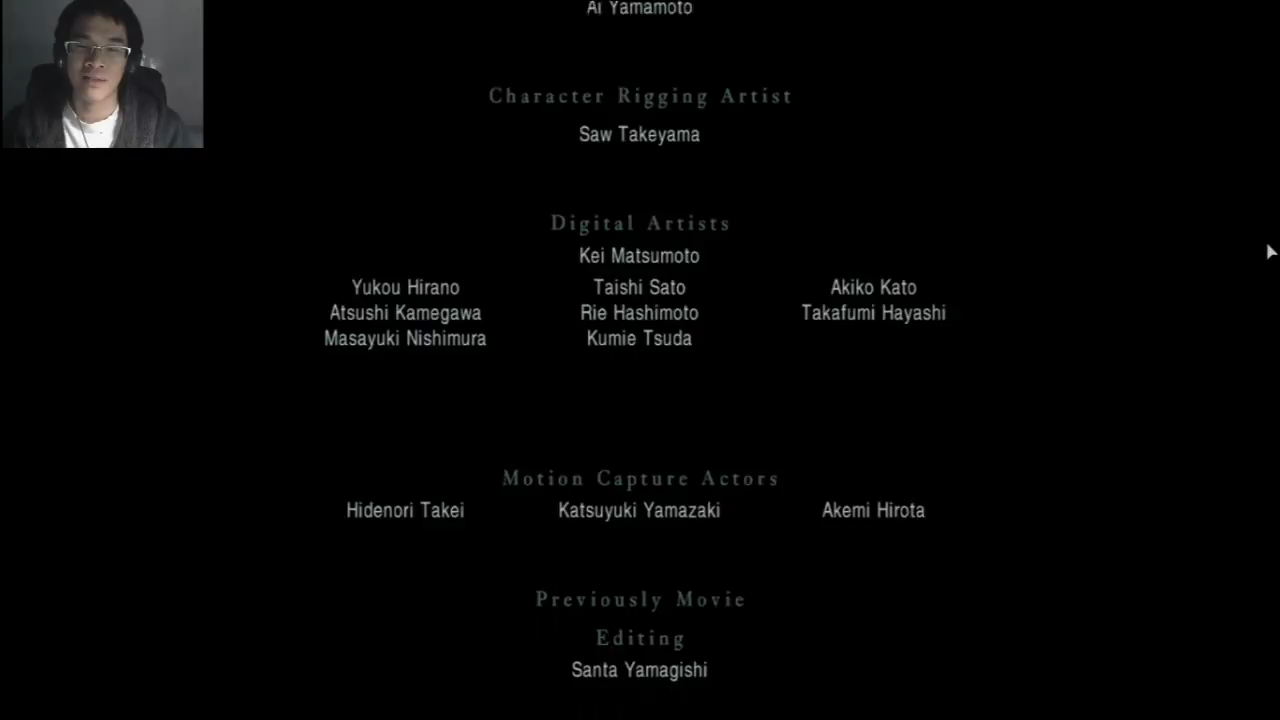 Ai Yamamoto
Character Rigging Artist
Saw Takeyama
Digital Artists
Kei Matsumoto
Yukou Hirano Taishi Sato Akiko Kato
Atsushi Kamegawa Rie Hashimoto Takafumi Hayashi
Masayuki Nishimura Kumie Tsuda
Motion Capture Actors
Hidenori Takei Katsuyuki Yamazaki Akemi Hirota
Previously Movie
Editing
Santa Yamagishi